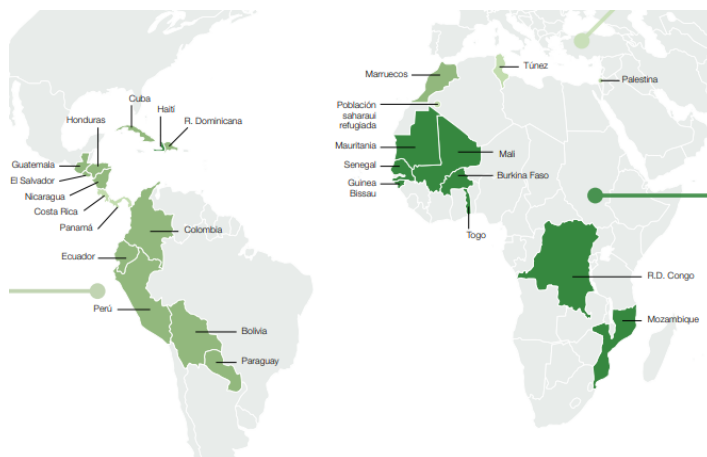 Cuba
Haití
R. Dominicana
Honduras
Guatemala
El Salvador
Nicaragua
Costa Rica
Panamá
Colombia
Ecuador
Perú
Bolivia
Paraguay
Túnez
Marruecos
Palestina
Población
saharaui
refugiada
Mauritania
Malí
Senegal
Burkina Faso
Guinea
Bissau
Togo
R.D. Congo
Mozambique